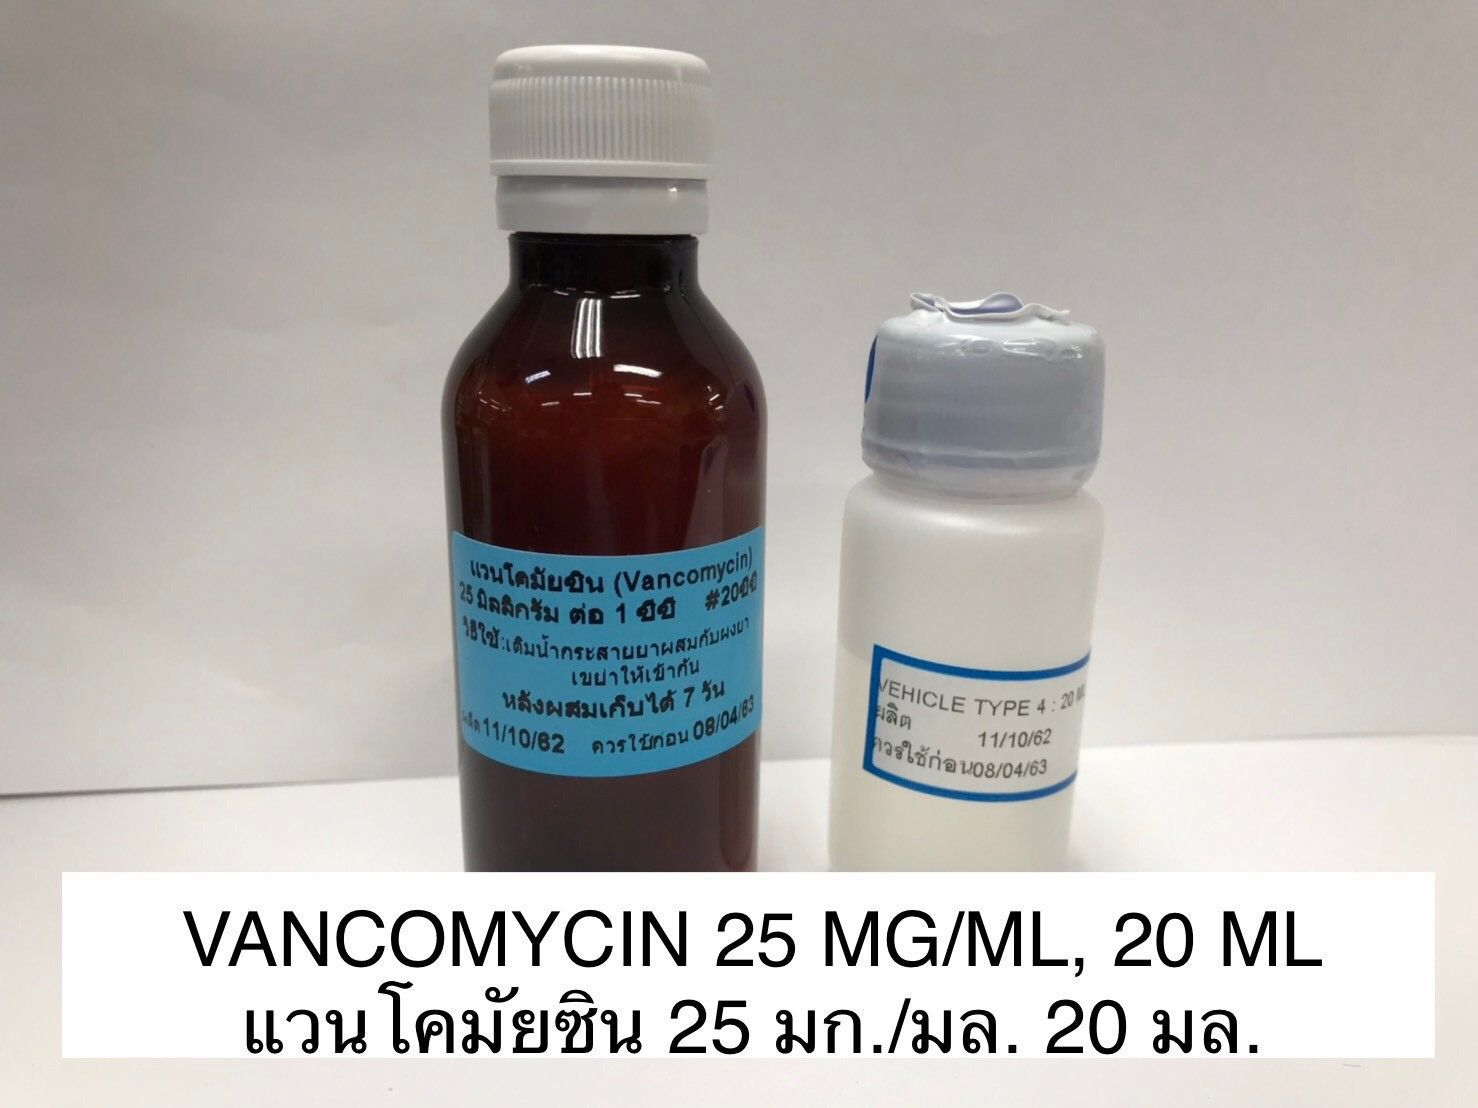 แวนโคมัยซิน (Vancomycin)
25 มิลลิกรัม ต่อ 1 ซีซี #20ซีซี
วิธีใช้:เติมน้ำกระสายยาผสมกับผงยา
เขย่าให้เข้ากัน
หลังผสมเก็บได้ 7 วัน
ผลิต 11/10/62 ควรใช้ก่อน 08/04/63
VEHICLE TYPE 4 : 20 ML
ผลิต
11/10/62
ควรใช้ก่อน08/04/63
VANCOMYCIN 25 MG/ML, 20 ML
แวนโคมัยซิน 25 มก./มล. 20 มล.